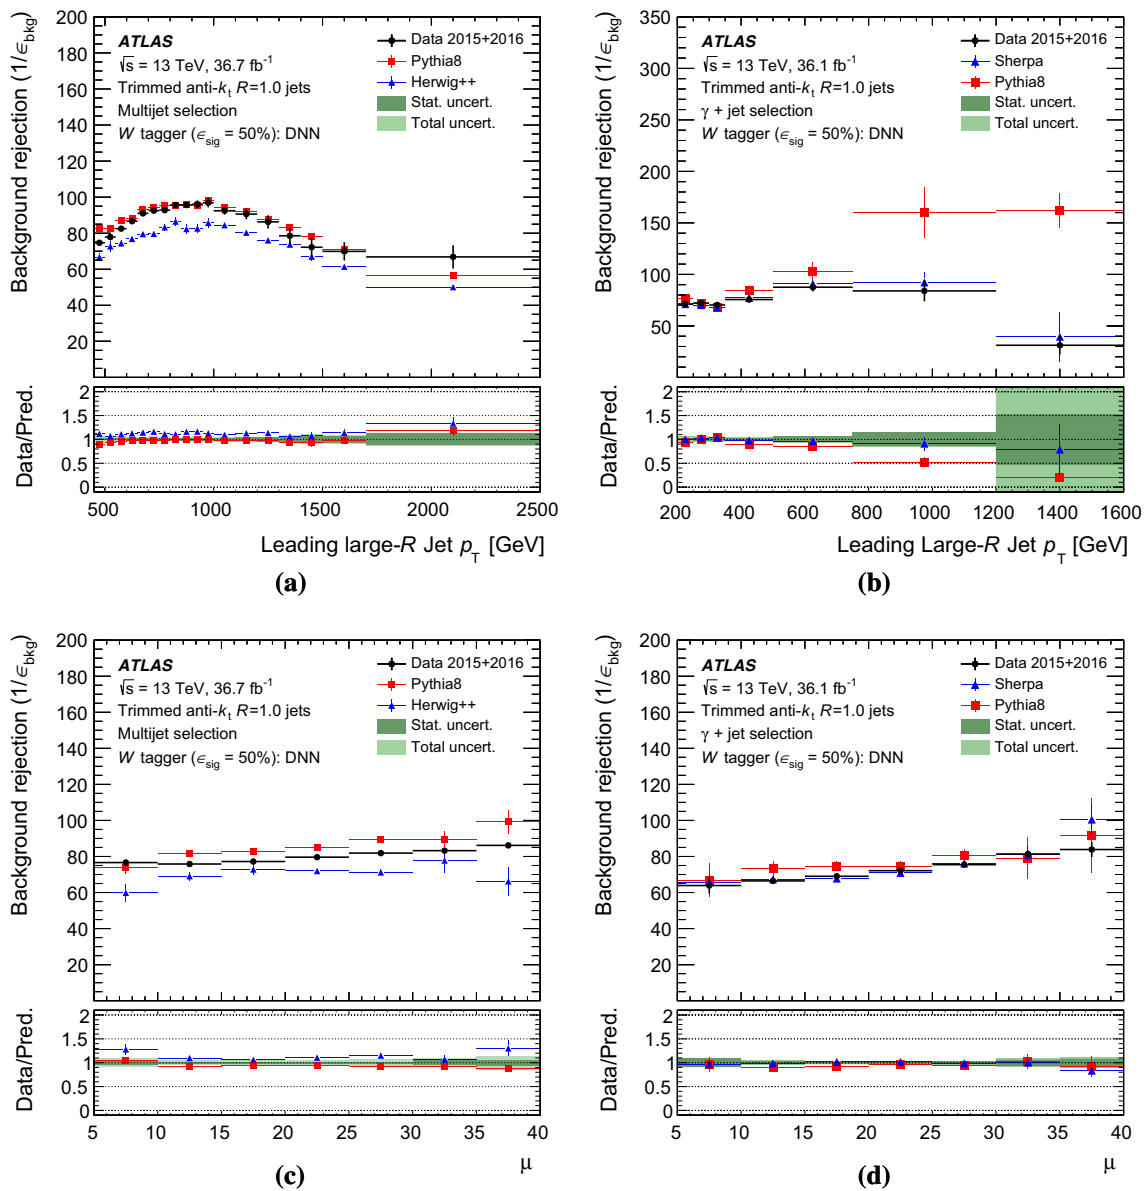 ATLAS
√s = 13 TeV, 36.7 fb⁻¹
Trimmed anti-kₜ R=1.0 jets
Multijet selection
W tagger (ϵsig = 50%): DNN
Data 2015+2016
Pythia8
Herwig++
Stat. uncert.
Total uncert.
Background rejection (1/ϵbkg)
200
180
160
140
120
100
80
60
40
20
Data/Pred.
2
1.5
1
0.5
0
500 1000 1500 2000 2500
Leading large-R Jet pT [GeV]
(a)
ATLAS
√s = 13 TeV, 36.1 fb⁻¹
Trimmed anti-kₜ R=1.0 jets
γ + jet selection
W tagger (ϵsig = 50%): DNN
Data 2015+2016
Sherpa
Pythia8
Stat. uncert.
Total uncert.
Background rejection (1/ϵbkg)
350
300
250
200
150
100
50
Data/Pred.
2
1.5
1
0.5
0
200 400 600 800 1000 1200 1400 1600
Leading Large-R Jet pT [GeV]
(b)
ATLAS
√s = 13 TeV, 36.7 fb⁻¹
Trimmed anti-kₜ R=1.0 jets
Multijet selection
W tagger (ϵsig = 50%): DNN
Data 2015+2016
Pythia8
Herwig++
Stat. uncert.
Total uncert.
Background rejection (1/ϵbkg)
200
180
160
140
120
100
80
60
40
20
Data/Pred.
2
1.5
1
0.5
0
5 10 15 20 25 30 35 40
μ
(c)
ATLAS
√s = 13 TeV, 36.1 fb⁻¹
Trimmed anti-kₜ R=1.0 jets
γ + jet selection
W tagger (ϵsig = 50%): DNN
Data 2015+2016
Sherpa
Pythia8
Stat. uncert.
Total uncert.
Background rejection (1/ϵbkg)
200
180
160
140
120
100
80
60
40
20
Data/Pred.
2
1.5
1
0.5
0
5 10 15 20 25 30 35 40
μ
(d)